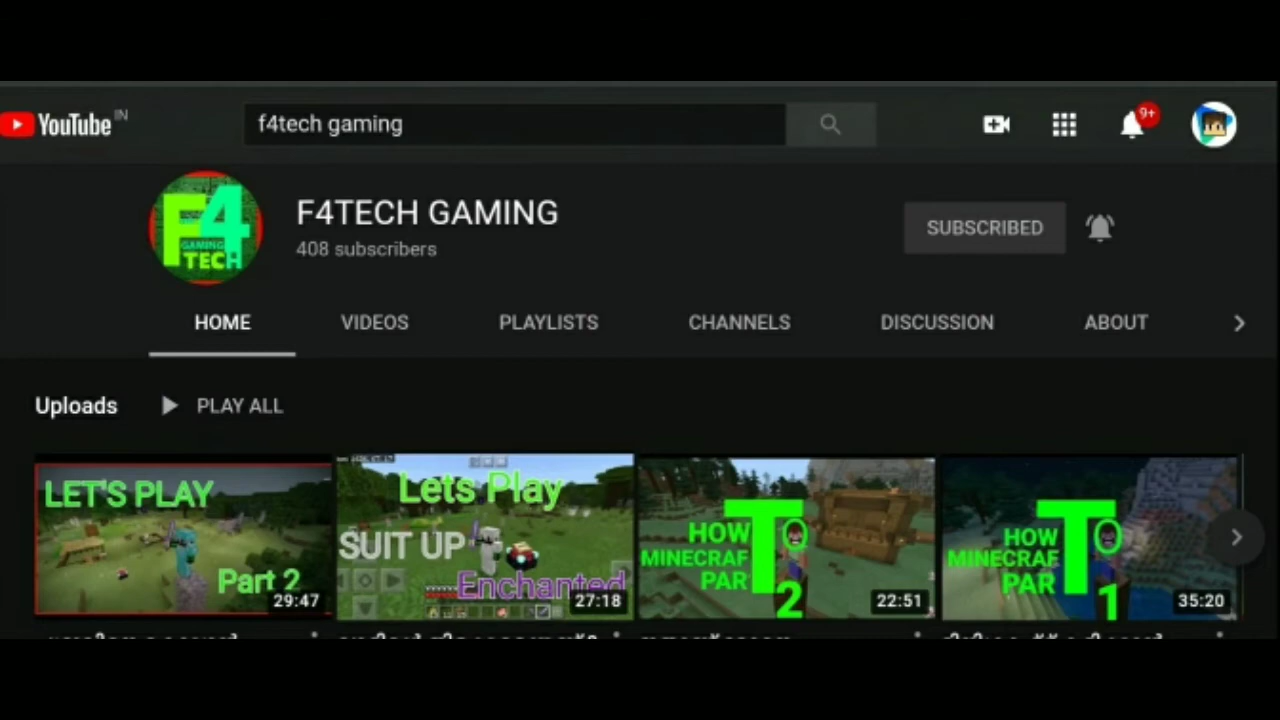 YouTube IN
f4tech gaming
9+
F4
GAMING
TECH
F4TECH GAMING
408 subscribers
SUBSCRIBED
HOME VIDEOS PLAYLISTS CHANNELS DISCUSSION ABOUT
Uploads PLAY ALL
LET'S PLAY
Part 2
29:47
Lets Play
SUIT UP
Enchanted
27:18
HOW TO
MINECRAF
PAR
2
22:51
HOW TO
MINECRAF
PAR
1
35:20